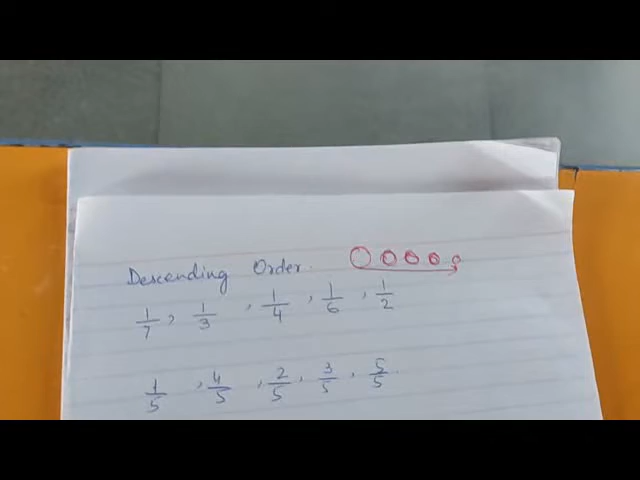 Descending Order.
1/7, 1/3, 1/4, 1/6, 1/2
1/5, 4/5, 2/5, 3/5, 5/5.